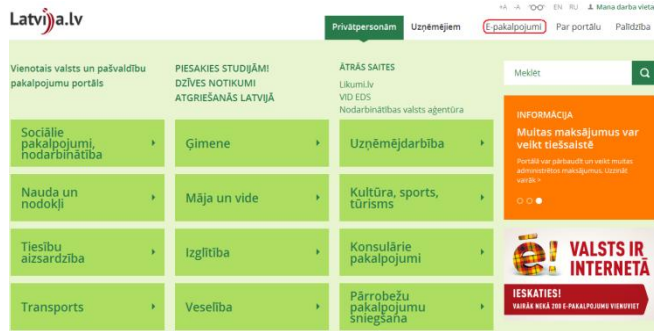 Latvija.lv
+A -A EN RU Mana darba vieta
Privātpersonām Uzņēmējiem E-pakalpojumi Par portālu Palīdzība
Vienotais valsts un pašvaldību
pakalpojumu portāls
PIESAKIES STUDIJĀM!
DZĪVES NOTIKUMI
ATGRIEŠANĀS LATVIJĀ
ĀTRĀS SAITES
Likumi.lv
VID EDS
Nodarbinātības valsts aģentūra
Meklēt
Sociālie
pakalpojumi,
nodarbinātība
Ģimene
Uzņēmējdarbība
Nauda un
nodokļi
Māja un vide
Kultūra, sports,
tūrisms
Tiesību
aizsardzība
Izglītība
Konsulārie
pakalpojumi
Transports
Veselība
Pārrobežu
pakalpojumu
sniegšana
INFORMĀCIJA
Muitas maksājumus var
veikt tiešsaistē
Portālā var pārbaudīt un veikt muitas
administrētos maksājumus. Uzzināt
vairāk >
ē! VALSTS IR
INTERNETĀ
IESKATIES!
VAIRĀK NEKĀ 200 E-PAKALPOJUMU VIENUVIET